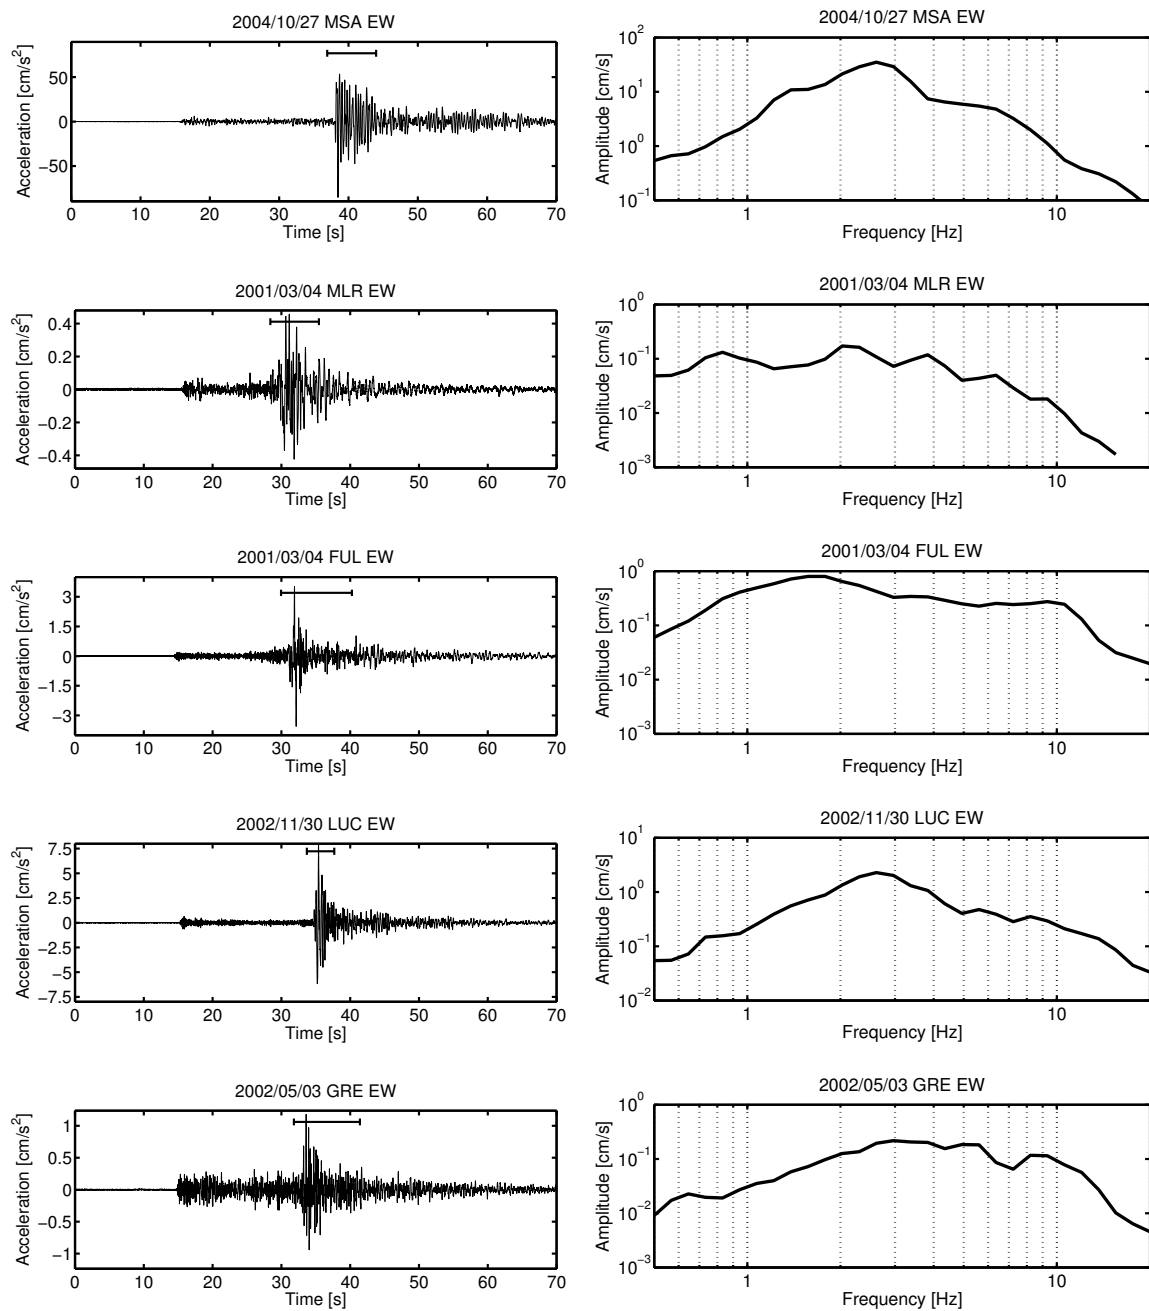 2004/10/27 MSA EW
Acceleration [cm/s²]
50
0
−50
0 10 20 30 40 50 60 70
Time [s]
2004/10/27 MSA EW
Amplitude [cm/s]
10²
10¹
10⁰
10⁻¹
1 10
Frequency [Hz]
2001/03/04 MLR EW
Acceleration [cm/s²]
0.4
0.2
0
−0.2
−0.4
0 10 20 30 40 50 60 70
Time [s]
2001/03/04 MLR EW
Amplitude [cm/s]
10⁰
10⁻¹
10⁻²
10⁻³
1 10
Frequency [Hz]
2001/03/04 FUL EW
Acceleration [cm/s²]
3
1.5
0
−1.5
−3
0 10 20 30 40 50 60 70
Time [s]
2001/03/04 FUL EW
Amplitude [cm/s]
10⁰
10⁻¹
10⁻²
10⁻³
1 10
Frequency [Hz]
2002/11/30 LUC EW
Acceleration [cm/s²]
7.5
5
2.5
0
−2.5
−5
−7.5
0 10 20 30 40 50 60 70
Time [s]
2002/11/30 LUC EW
Amplitude [cm/s]
10¹
10⁰
10⁻¹
10⁻²
1 10
Frequency [Hz]
2002/05/03 GRE EW
Acceleration [cm/s²]
1
0.5
0
−0.5
−1
0 10 20 30 40 50 60 70
Time [s]
2002/05/03 GRE EW
Amplitude [cm/s]
10⁰
10⁻¹
10⁻²
10⁻³
1 10
Frequency [Hz]